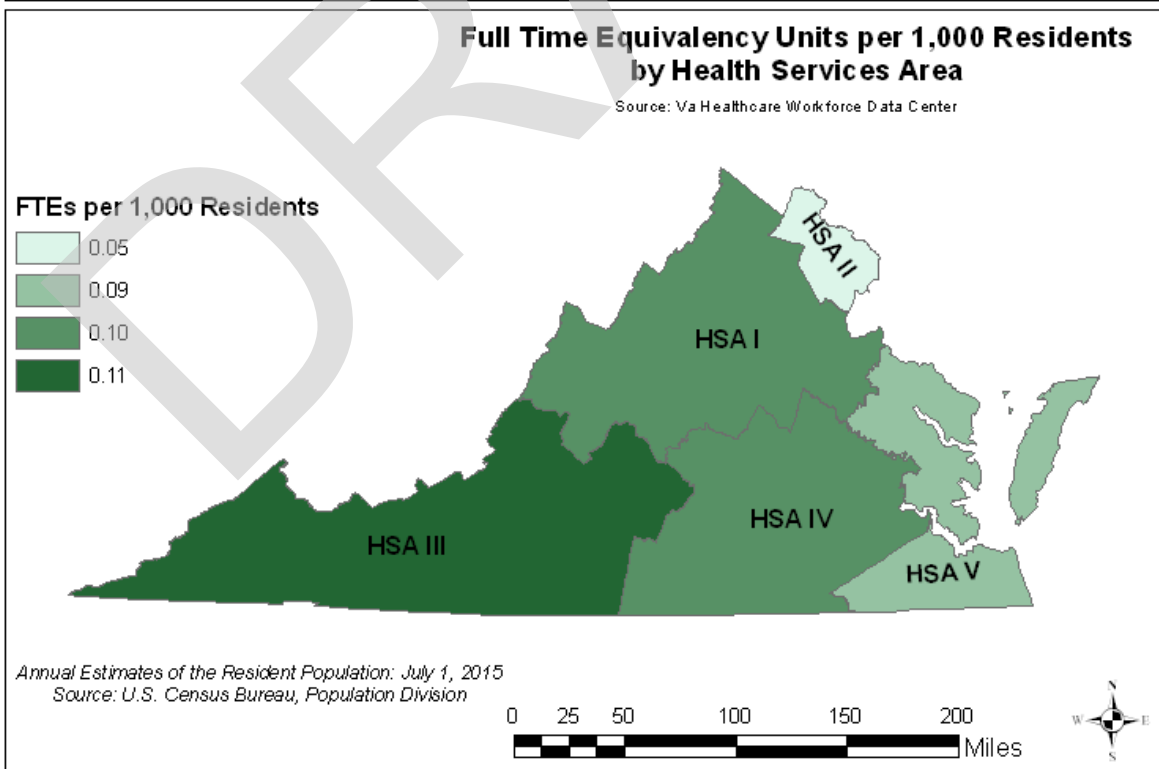 Full Time Equivalency Units per 1,000 Residents
by Health Services Area
Source: Va Healthcare Workforce Data Center
FTEs per 1,000 Residents
0.05
0.09
0.10
0.11
HSA II
HSA I
HSA IV
HSA III
HSA V
Annual Estimates of the Resident Population: July 1, 2015
Source: U.S. Census Bureau, Population Division
0 25 50 100 150 200
Miles
N
W E
S
DRA